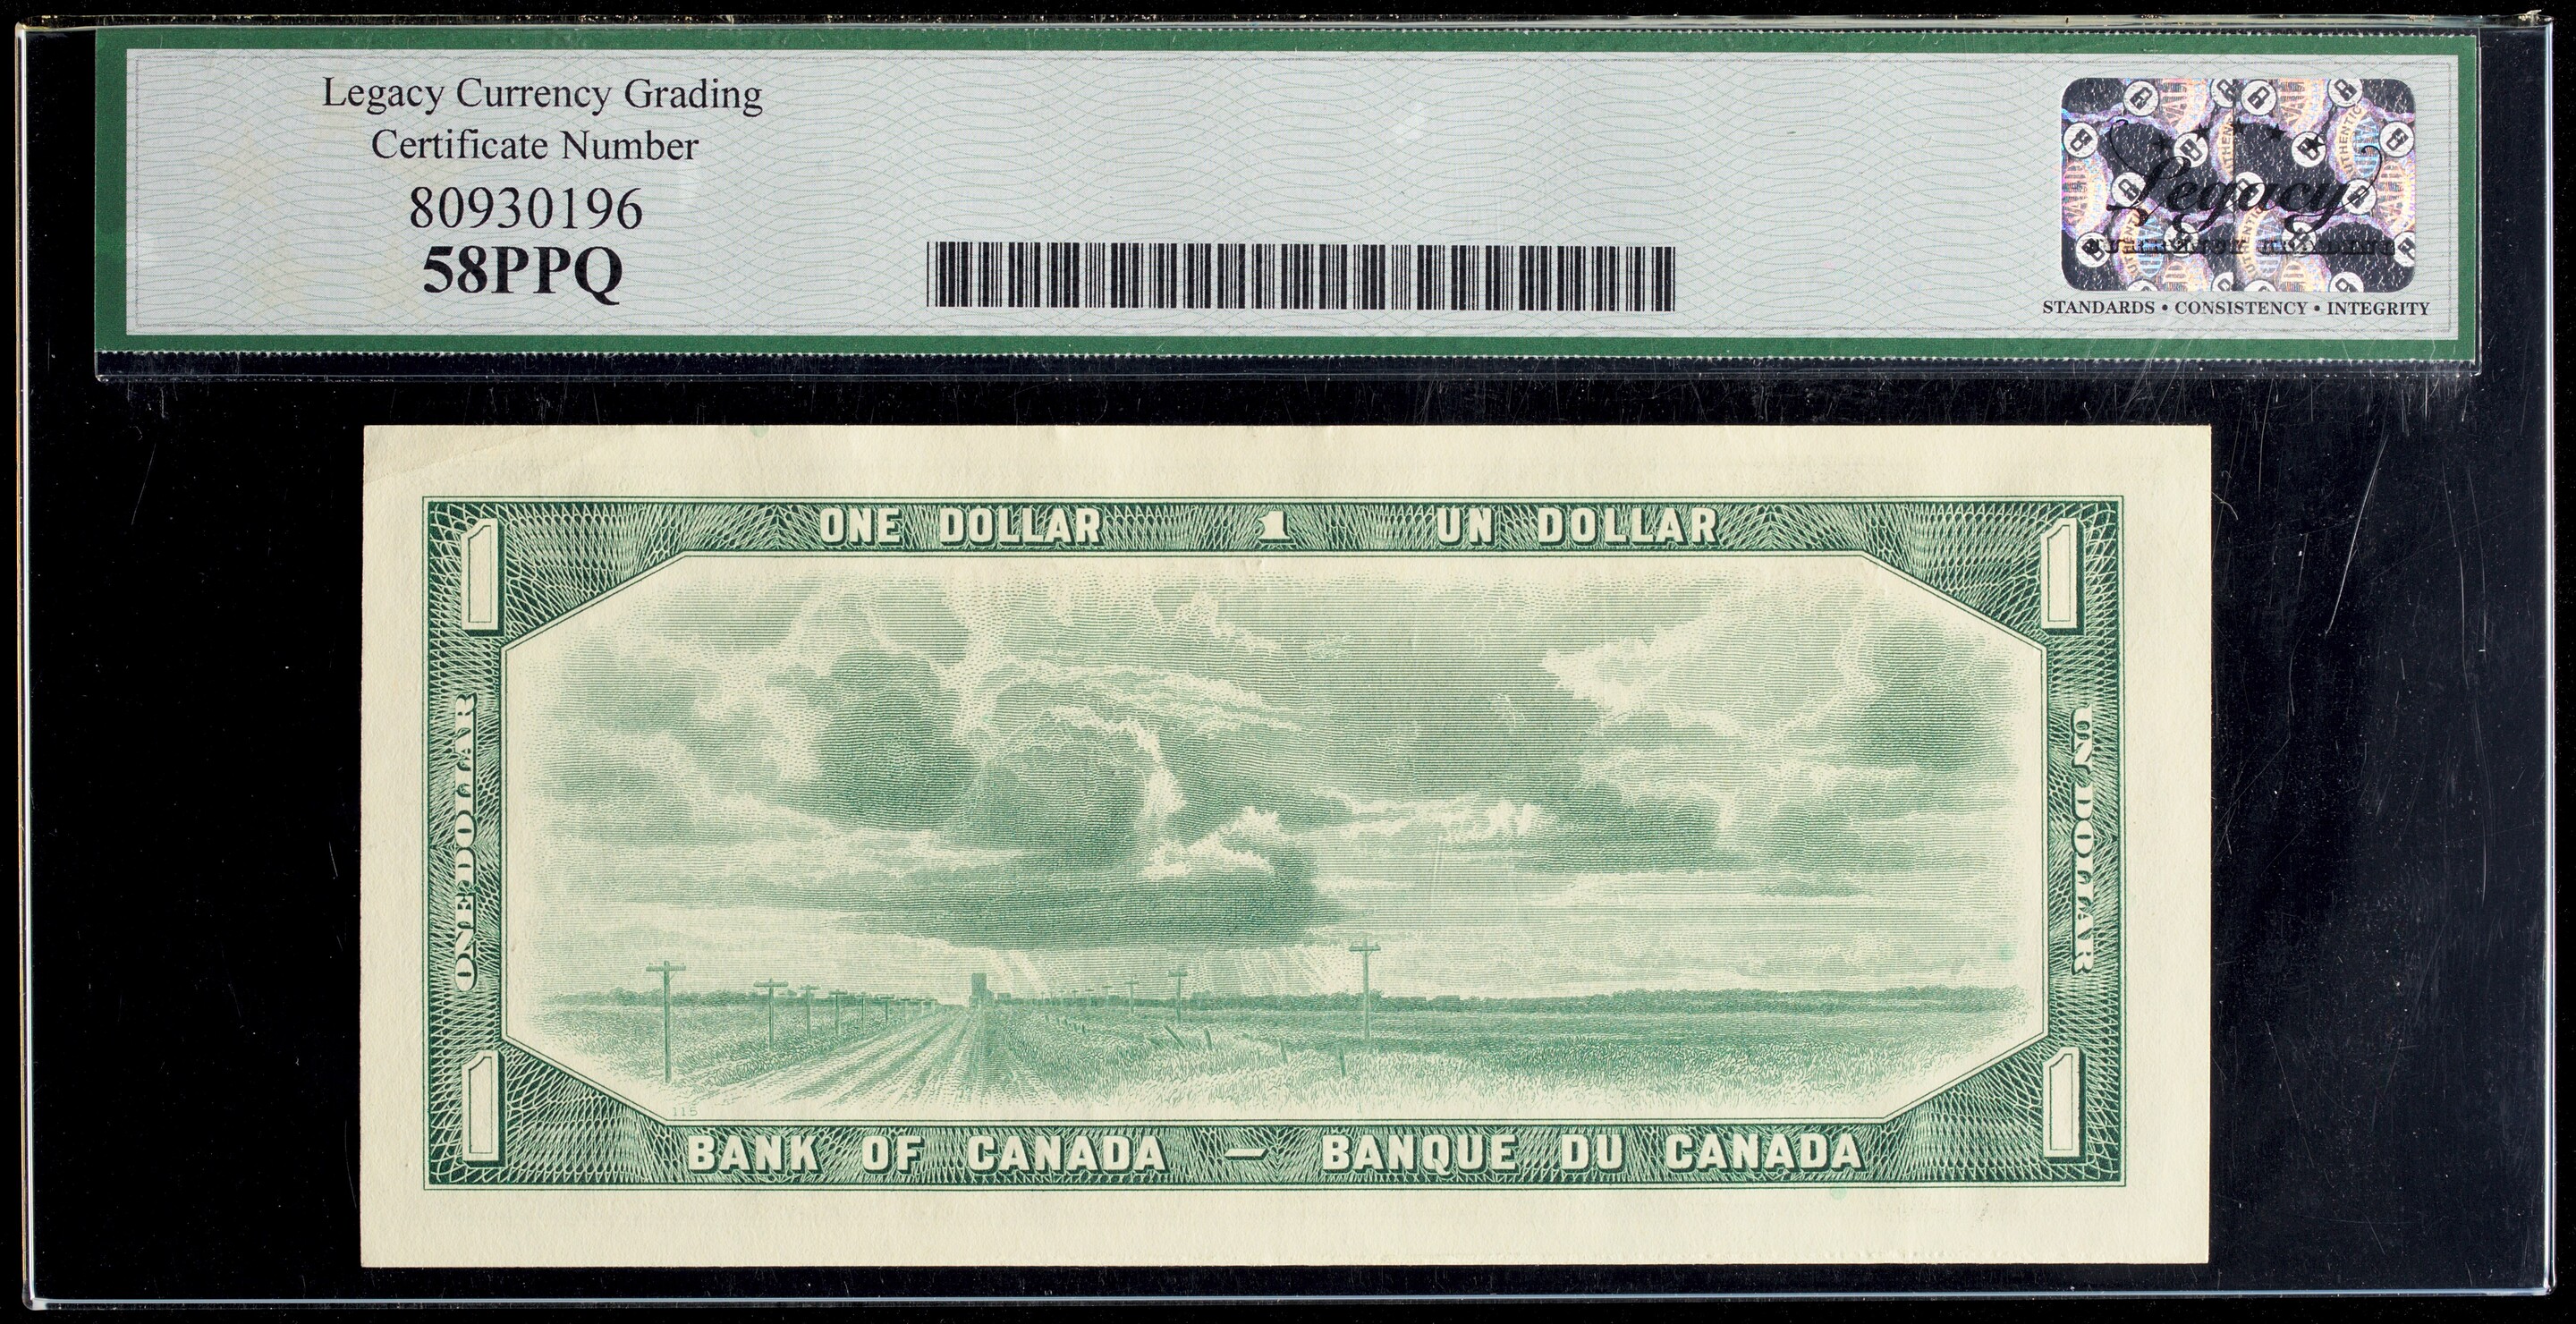 Legacy Currency Grading
Certificate Number
80930196
58PPQ
Legacy
STANDARDS • CONSISTENCY • INTEGRITY
ONE DOLLAR 1 UN DOLLAR
1
1
ONE DOLLAR
UN DOLLAR
1
1
115
BANK OF CANADA — BANQUE DU CANADA